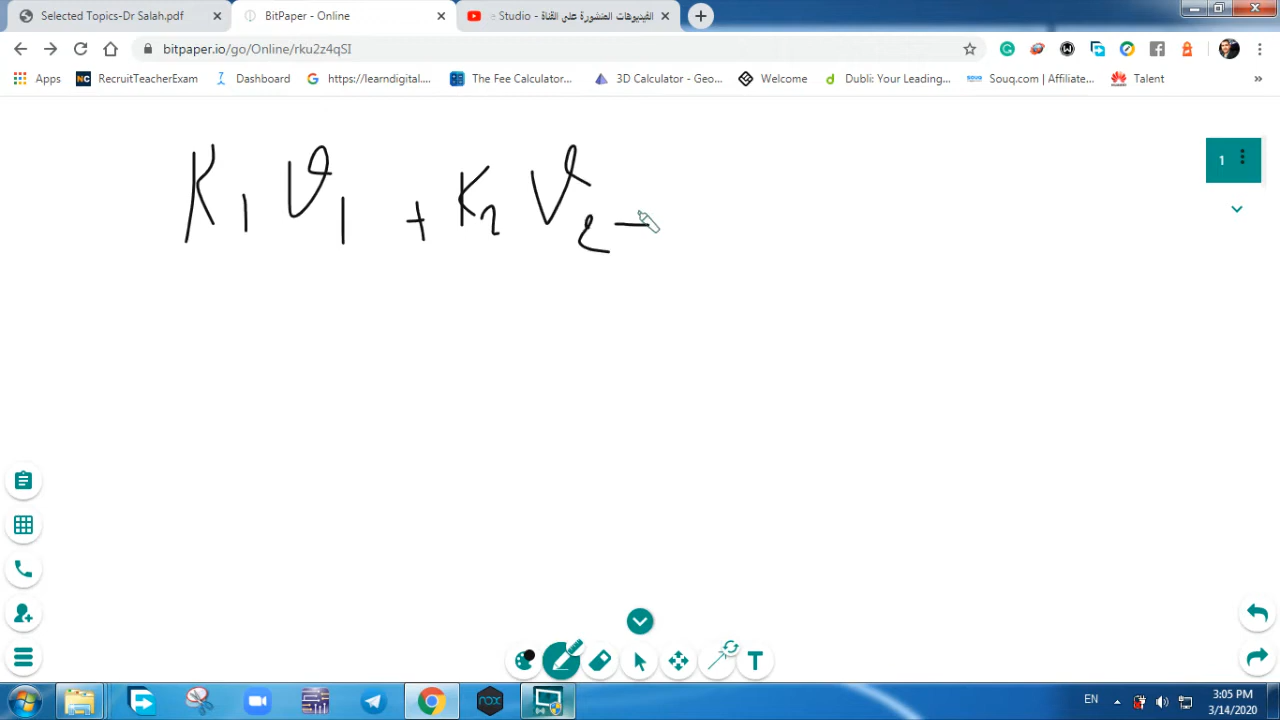 Selected Topics-Dr Salah.pdf
BitPaper - Online
الفيديوهات المنشورة على القناة - Studio
bitpaper.io/go/Online/rku2z4qSI
Apps
RecruitTeacherExam
Dashboard
https://learndigital....
The Fee Calculator...
3D Calculator - Geo...
Welcome
Dubli: Your Leading...
Souq.com | Affiliate...
Talent
»
K₁ V₁ + K₂ V₂ −
1
T
EN
3:05 PM
3/14/2020